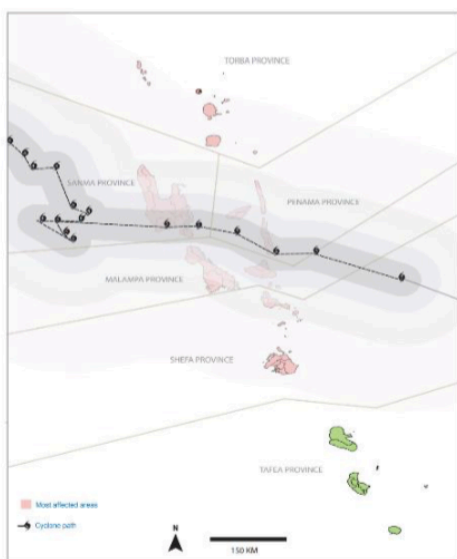 TORBA PROVINCE
SANMA PROVINCE
PENAMA PROVINCE
MALAMPA PROVINCE
SHEFA PROVINCE
TAFEA PROVINCE
Most affected areas
Cyclone path
N
150 KM